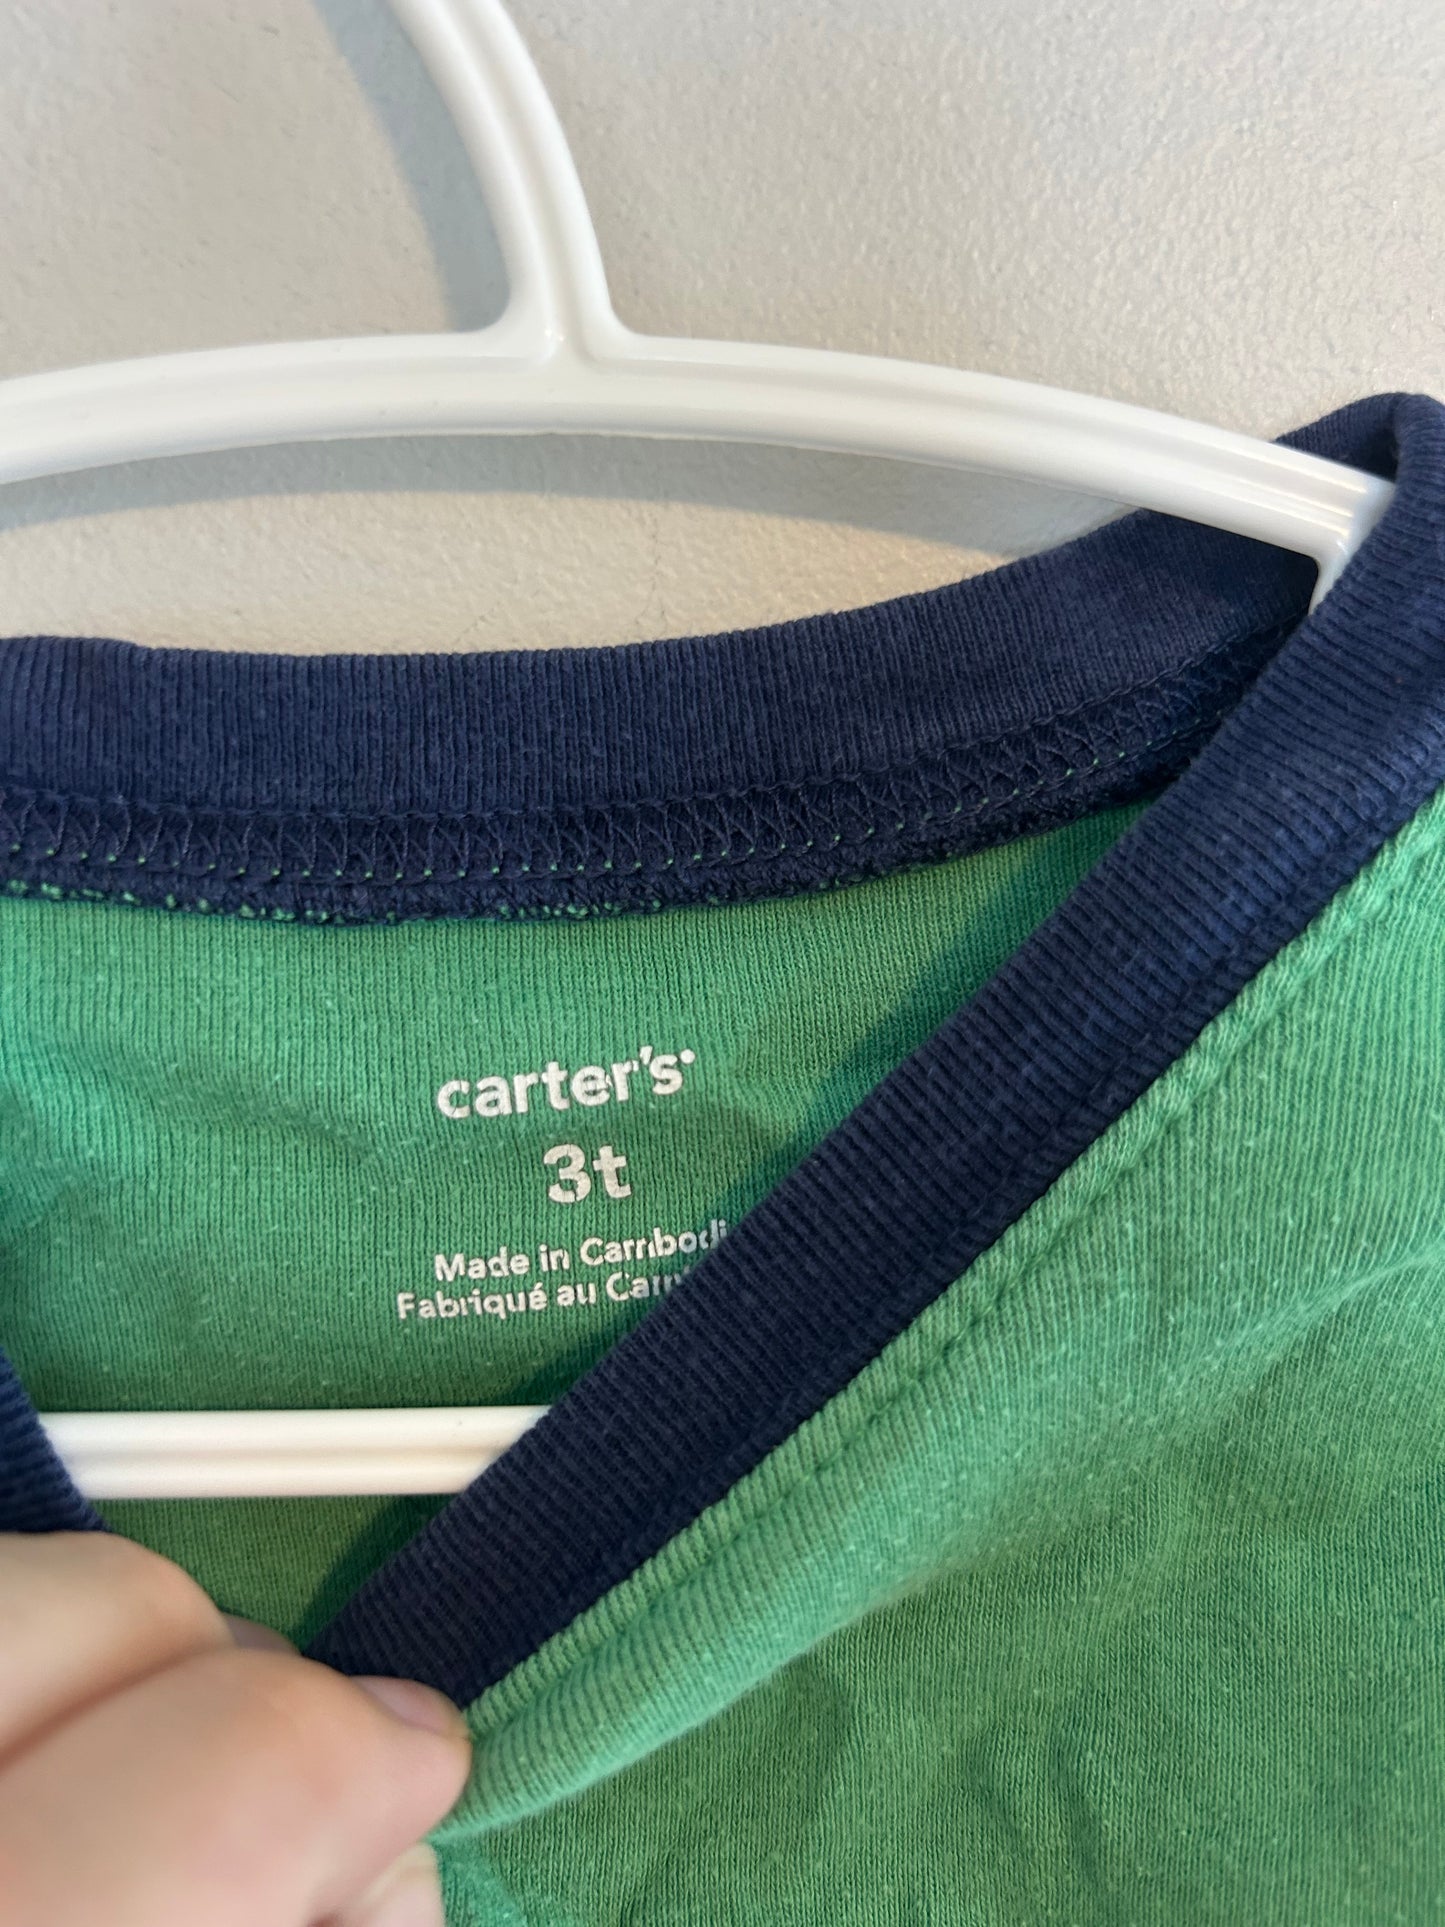 carter's
3t
Made in Cambodi
Fabriqué au Cam